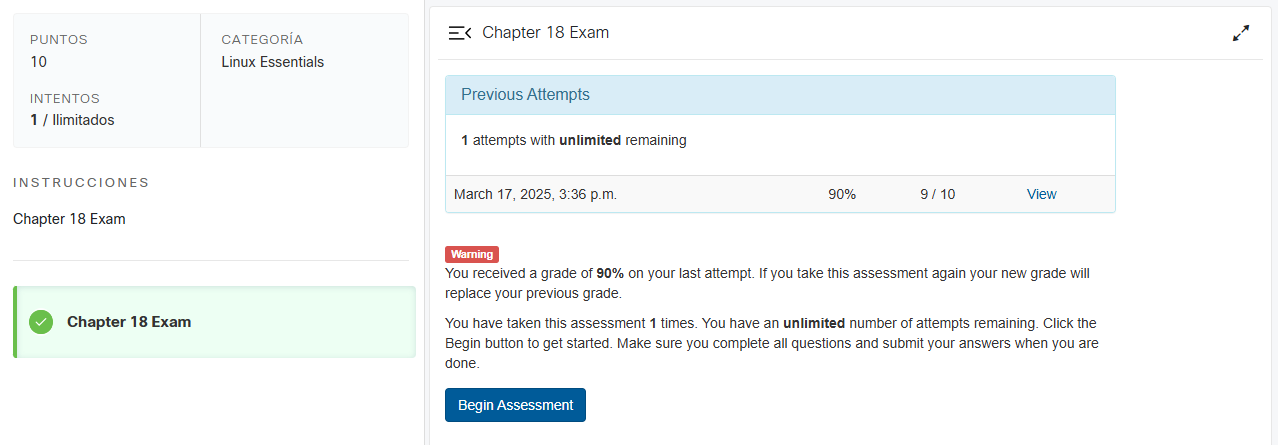 PUNTOS
10
CATEGORÍA
Linux Essentials
INTENTOS
1 / Ilimitados
INSTRUCCIONES
Chapter 18 Exam
Chapter 18 Exam
Chapter 18 Exam
Previous Attempts
1 attempts with unlimited remaining
March 17, 2025, 3:36 p.m. 90% 9 / 10 View
Warning
You received a grade of 90% on your last attempt. If you take this assessment again your new grade will
replace your previous grade.
You have taken this assessment 1 times. You have an unlimited number of attempts remaining. Click the
Begin button to get started. Make sure you complete all questions and submit your answers when you are
done.
Begin Assessment